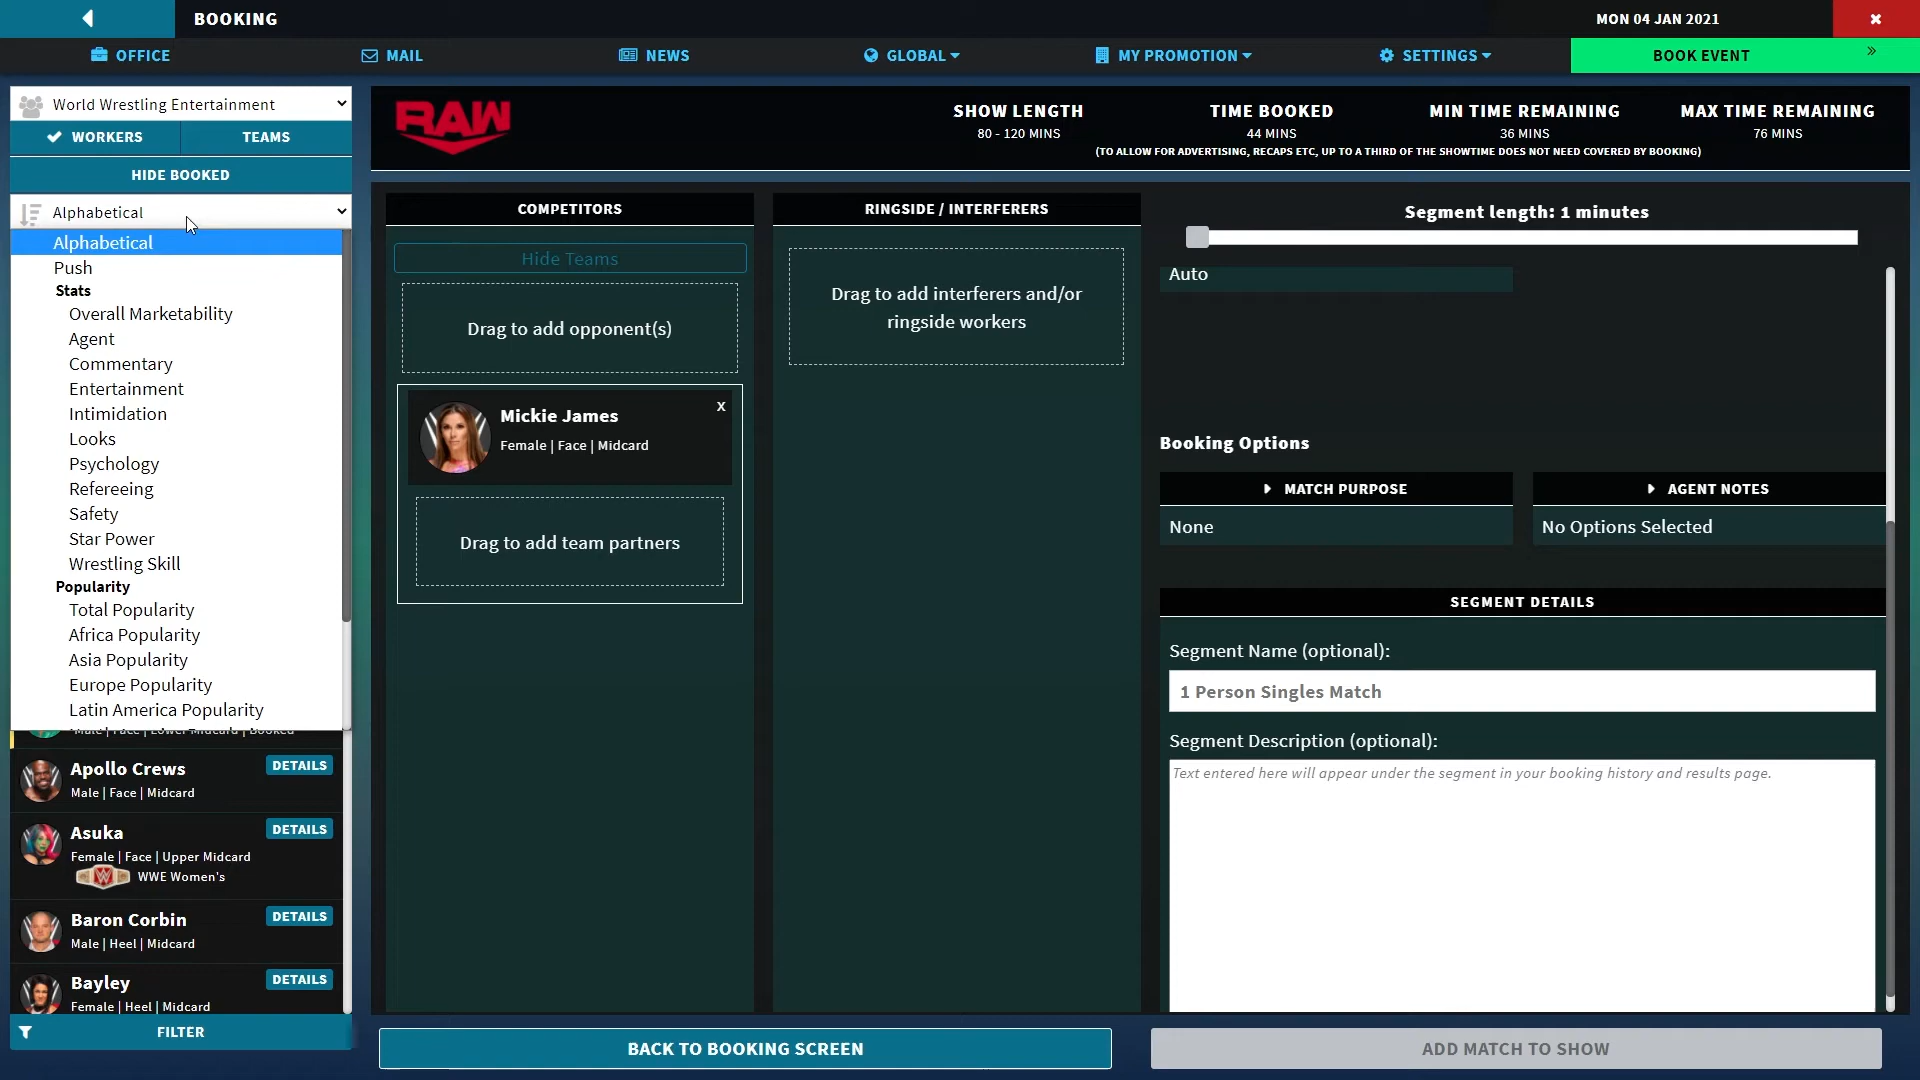 BOOKING
MON 04 JAN 2021
OFFICE
MAIL
NEWS
GLOBAL
MY PROMOTION
SETTINGS
BOOK EVENT
World Wrestling Entertainment
WORKERS
TEAMS
HIDE BOOKED
Alphabetical
Alphabetical
Push
Stats
Overall Marketability
Agent
Commentary
Entertainment
Intimidation
Looks
Psychology
Refereeing
Safety
Star Power
Wrestling Skill
Popularity
Total Popularity
Africa Popularity
Asia Popularity
Europe Popularity
Latin America Popularity
Male | Face | Lower Midcard | Booked
Apollo Crews
DETAILS
Male | Face | Midcard
Asuka
DETAILS
Female | Face | Upper Midcard
WWE Women's
Baron Corbin
DETAILS
Male | Heel | Midcard
Bayley
DETAILS
Female | Heel | Midcard
FILTER
RAW
SHOW LENGTH
80 - 120 MINS
TIME BOOKED
44 MINS
MIN TIME REMAINING
36 MINS
MAX TIME REMAINING
76 MINS
(TO ALLOW FOR ADVERTISING, RECAPS ETC, UP TO A THIRD OF THE SHOWTIME DOES NOT NEED COVERED BY BOOKING)
COMPETITORS
Hide Teams
Drag to add opponent(s)
Mickie James
X
Female | Face | Midcard
Drag to add team partners
RINGSIDE / INTERFERERS
Drag to add interferers and/or
ringside workers
Segment length: 1 minutes
Auto
Booking Options
MATCH PURPOSE
None
AGENT NOTES
No Options Selected
SEGMENT DETAILS
Segment Name (optional):
1 Person Singles Match
Segment Description (optional):
Text entered here will appear under the segment in your booking history and results page.
BACK TO BOOKING SCREEN
ADD MATCH TO SHOW